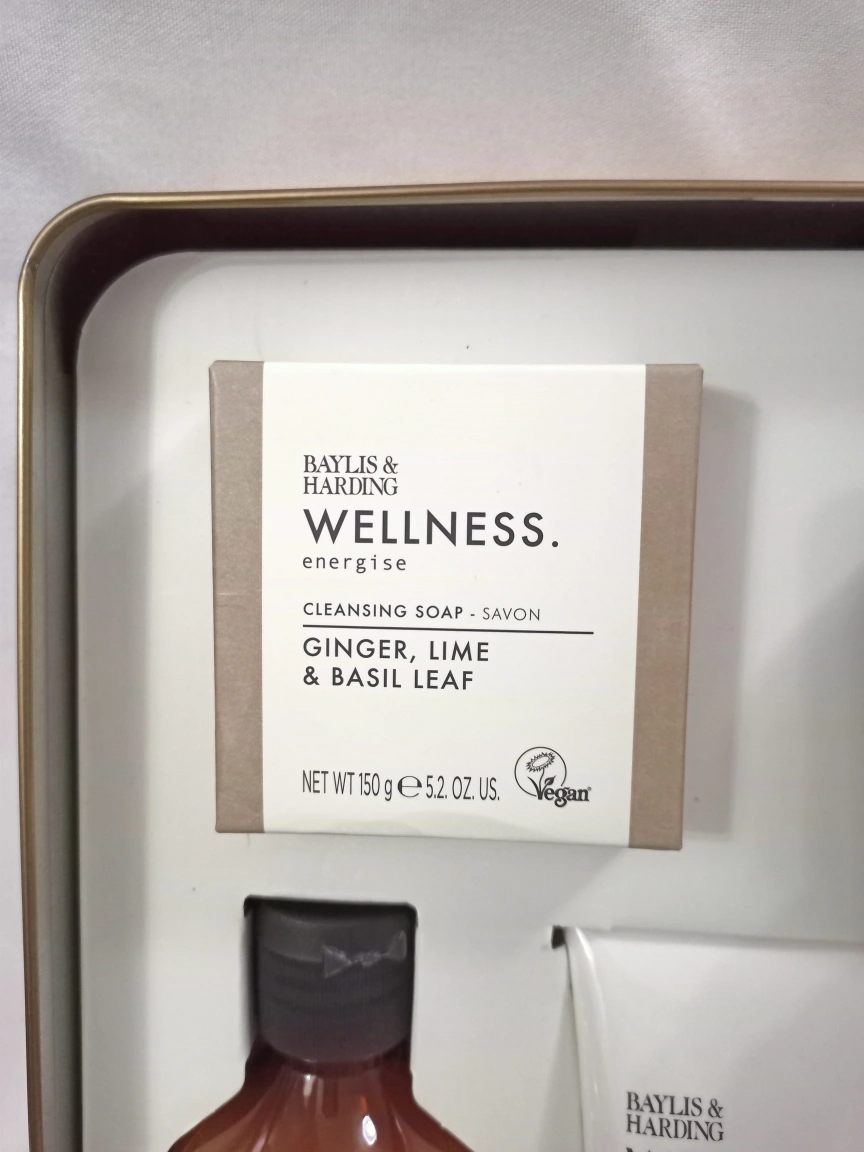 BAYLIS &
HARDING
WELLNESS.
energise
CLEANSING SOAP - SAVON
GINGER, LIME
& BASIL LEAF
NET WT 150 g ℮ 5.2. OZ. US.
Vegan
BAYLIS &
HARDING